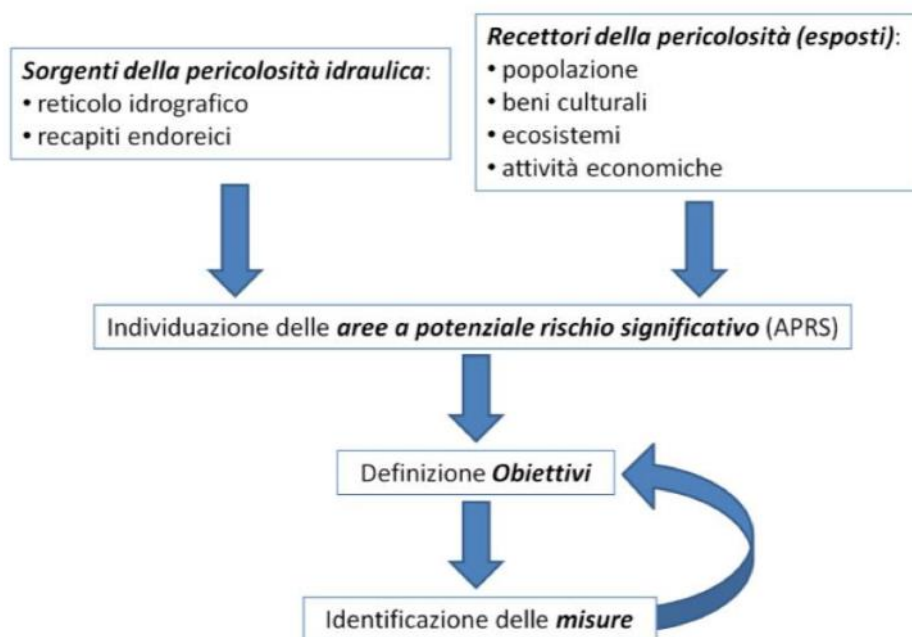 Sorgenti della pericolosità idraulica:
• reticolo idrografico
• recapiti endoreici
Recettori della pericolosità (esposti):
• popolazione
• beni culturali
• ecosistemi
• attività economiche
Individuazione delle aree a potenziale rischio significativo (APRS)
Definizione Obiettivi
Identificazione delle misure